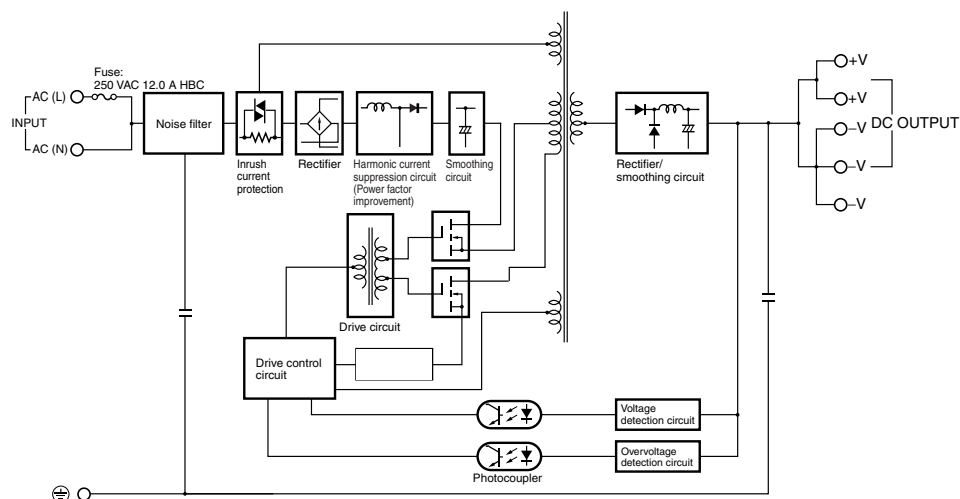 Fuse:
250 VAC 12.0 A HBC
AC (L)
INPUT
AC (N)
Noise filter
Inrush
current
protection
Rectifier
Harmonic current
suppression circuit
(Power factor
improvement)
Smoothing
circuit
Rectifier/
smoothing circuit
+V
+V
−V
DC OUTPUT
−V
−V
Drive circuit
Drive control
circuit
Voltage
detection circuit
Overvoltage
detection circuit
Photocoupler